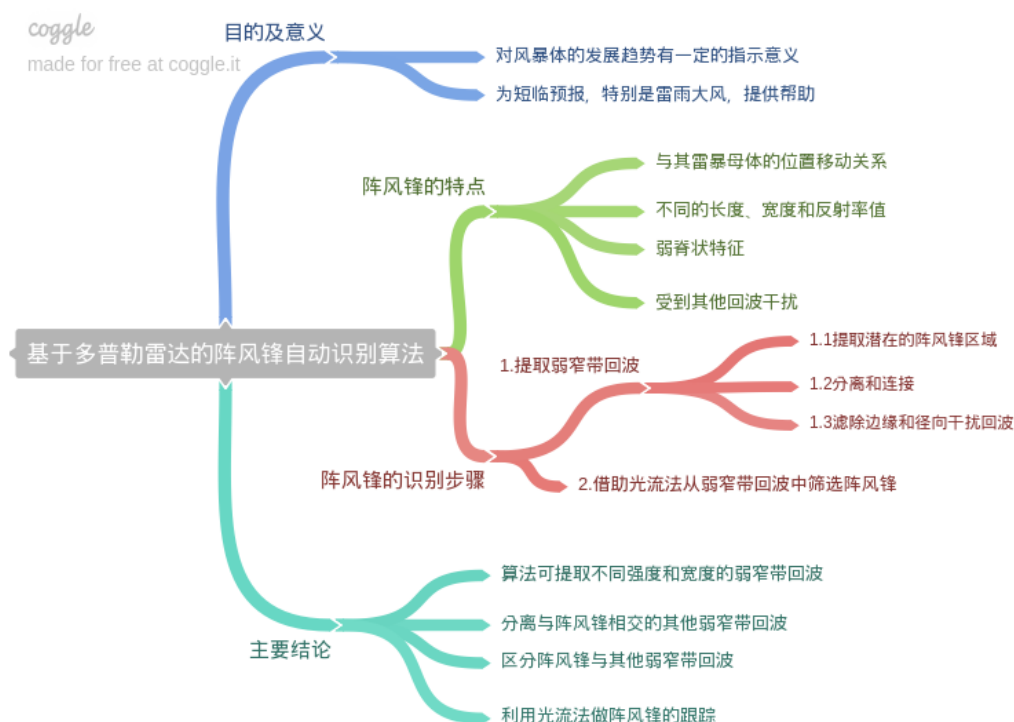 coggle
made for free at coggle.it
目的及意义
对风暴体的发展趋势有一定的指示意义
为短临预报，特别是雷雨大风，提供帮助
阵风锋的特点
与其雷暴母体的位置移动关系
不同的长度、宽度和反射率值
弱脊状特征
受到其他回波干扰
基于多普勒雷达的阵风锋自动识别算法
阵风锋的识别步骤
1.提取弱窄带回波
1.1提取潜在的阵风锋区域
1.2分离和连接
1.3滤除边缘和径向干扰回波
2.借助光流法从弱窄带回波中筛选阵风锋
主要结论
算法可提取不同强度和宽度的弱窄带回波
分离与阵风锋相交的其他弱窄带回波
区分阵风锋与其他弱窄带回波
利用光流法做阵风锋的跟踪